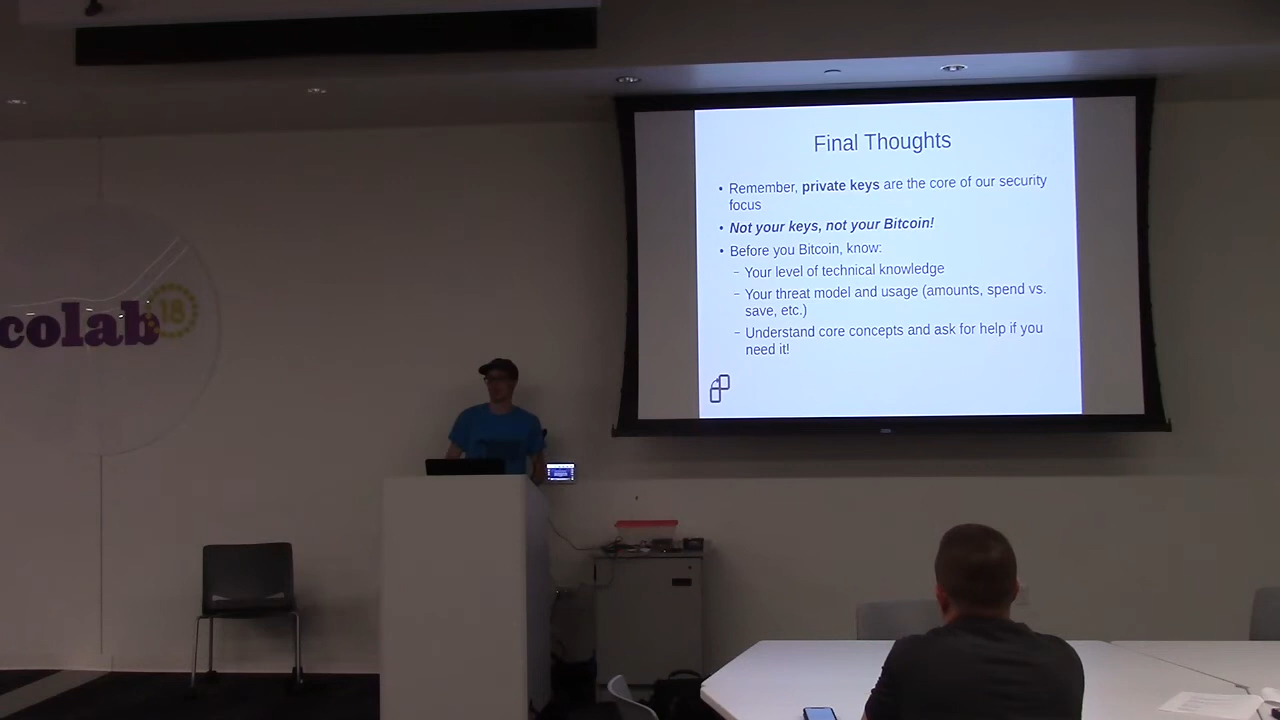 Final Thoughts
• Remember, private keys are the core of our security
focus
• Not your keys, not your Bitcoin!
• Before you Bitcoin, know:
– Your level of technical knowledge
– Your threat model and usage (amounts, spend vs.
save, etc.)
– Understand core concepts and ask for help if you
need it!
colab
18